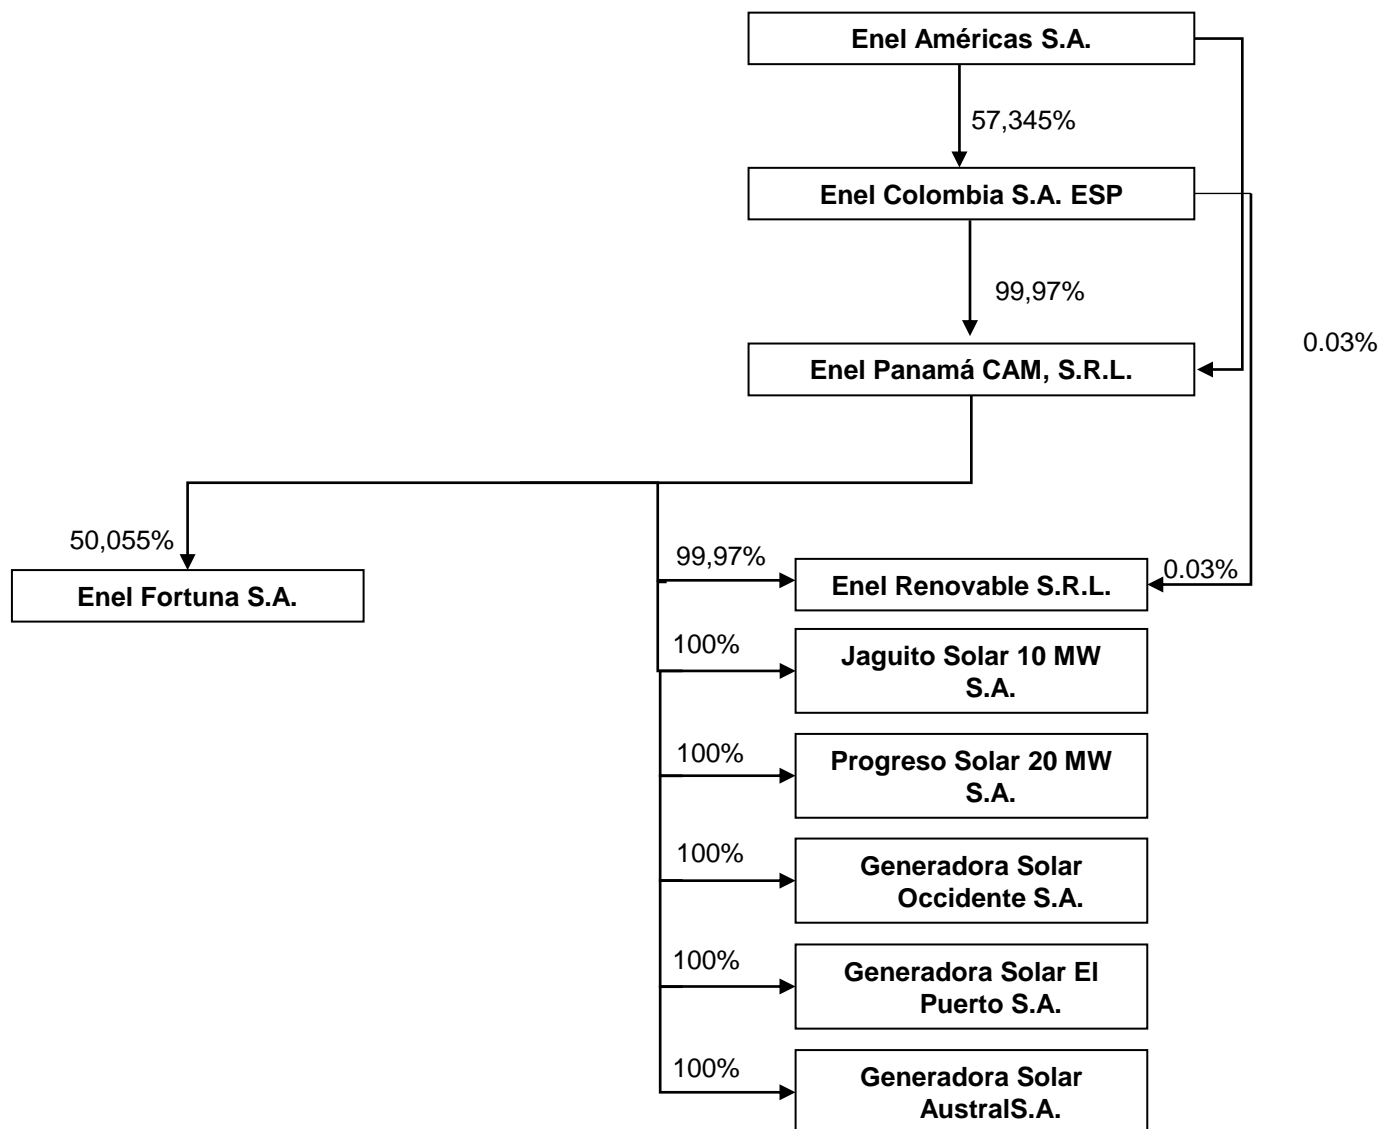 Enel Américas S.A.
57,345%
Enel Colombia S.A. ESP
99,97%
0.03%
Enel Panamá CAM, S.R.L.
50,055%
99,97%
0.03%
Enel Fortuna S.A.
Enel Renovable S.R.L.
100%
Jaguito Solar 10 MW
S.A.
100%
Progreso Solar 20 MW
S.A.
100%
Generadora Solar
Occidente S.A.
100%
Generadora Solar El
Puerto S.A.
100%
Generadora Solar
AustralS.A.